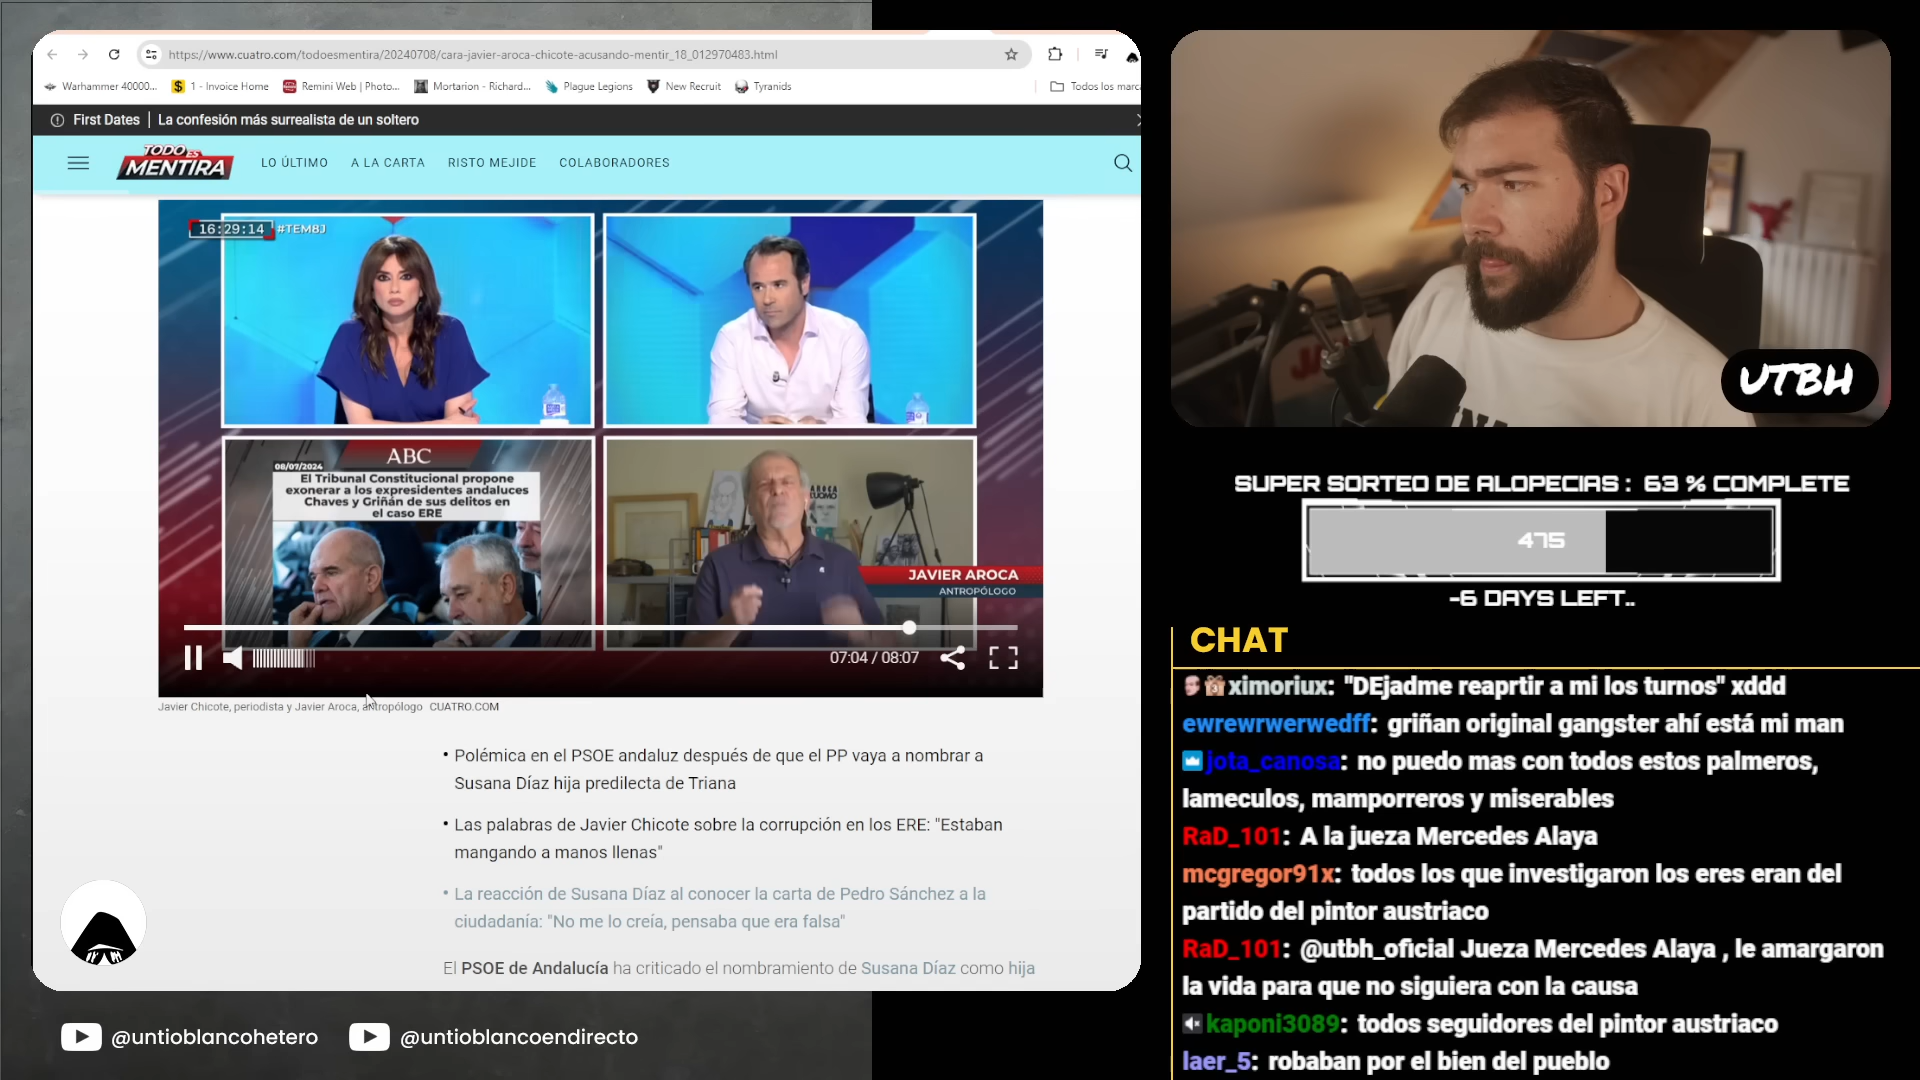 https://www.cuatro.com/todoesmentira/20240708/cara-javier-aroca-chicote-acusando-mentir_18_012970483.html
Warhammer 40000...
1 - Invoice Home
Remini Web | Photo...
Mortarion - Richard...
Plague Legions
New Recruit
Tyranids
Todos los marca
First Dates | La confesión más surrealista de un soltero
TODO ES
MENTIRA
LO ÚLTIMO
A LA CARTA
RISTO MEJIDE
COLABORADORES
16:29:14 #TEM8J
ABC
08/07/2024
El Tribunal Constitucional propone
exonerar a los expresidentes andaluces
Chaves y Griñán de sus delitos en
el caso ERE
JAVIER AROCA
ANTROPÓLOGO
07:04 / 08:07
Javier Chicote, periodista y Javier Aroca, antropólogo CUATRO.COM
• Polémica en el PSOE andaluz después de que el PP vaya a nombrar a
Susana Díaz hija predilecta de Triana
• Las palabras de Javier Chicote sobre la corrupción en los ERE: "Estaban
mangando a manos llenas"
• La reacción de Susana Díaz al conocer la carta de Pedro Sánchez a la
ciudadanía: "No me lo creía, pensaba que era falsa"
El PSOE de Andalucía ha criticado el nombramiento de Susana Díaz como hija
@untioblancohetero
@untioblancoendirecto
UTBH
SUPER SORTEO DE ALOPECIAS : 63 % COMPLETE
475
-6 DAYS LEFT..
CHAT
ximoriux: "DEjadme reaprtir a mi los turnos" xddd
ewrewrwerwedff: griñan original gangster ahí está mi man
jota_canosa: no puedo mas con todos estos palmeros,
lameculos, mamporreros y miserables
RaD_101: A la jueza Mercedes Alaya
mcgregor91x: todos los que investigaron los eres eran del
partido del pintor austriaco
RaD_101: @utbh_oficial Jueza Mercedes Alaya , le amargaron
la vida para que no siguiera con la causa
kaponi3089: todos seguidores del pintor austriaco
laer_5: robaban por el bien del pueblo